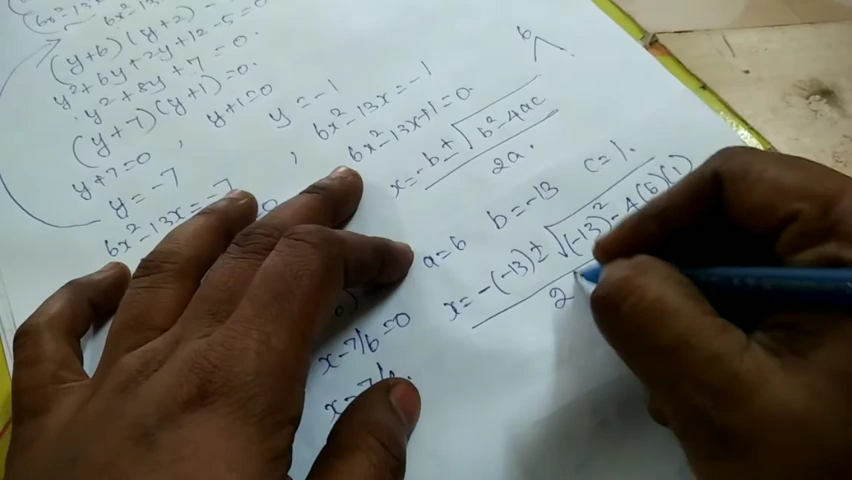 (y+6)(y+2)
y²+6y+2y+12-5=0
y²+8y+7=0.
(y+7)(y+1)=0.
y+7=0, y+1=0
y=-7, y=-1
6x²-13x=-7
6x²-13x=-1
6x²-13x+1=0.
6
x=-b±√b²-4ac
2a.
a=6 b=-13 c=1.
x=-(-13)±√(-13)²-4(6)(1)
2
x-7/6=0